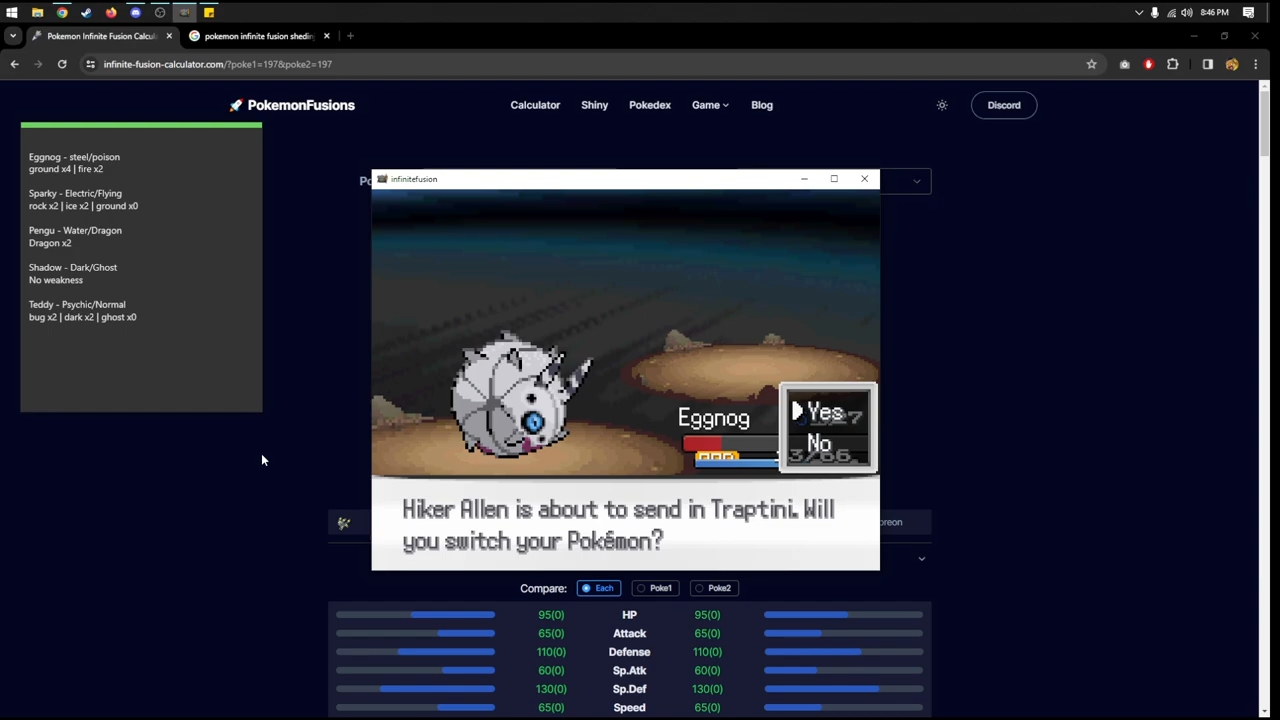 8:46 PM
Pokemon Infinite Fusion Calcula
pokemon infinite fusion sheding
infinite-fusion-calculator.com/?poke1=197&poke2=197
PokemonFusions
Calculator
Shiny
Pokedex
Game
Blog
Discord
Eggnog - steel/poison
ground x4 | fire x2
Sparky - Electric/Flying
rock x2 | ice x2 | ground x0
Pengu - Water/Dragon
Dragon x2
Shadow - Dark/Ghost
No weakness
Teddy - Psychic/Normal
bug x2 | dark x2 | ghost x0
Po
infinitefusion
Eggnog
Yes
No
Hiker Allen is about to send in Traptini. Will
you switch your Pokémon?
reon
Compare:
Each
Poke1
Poke2
95(0) HP 95(0)
65(0) Attack 65(0)
110(0) Defense 110(0)
60(0) Sp.Atk 60(0)
130(0) Sp.Def 130(0)
65(0) Speed 65(0)